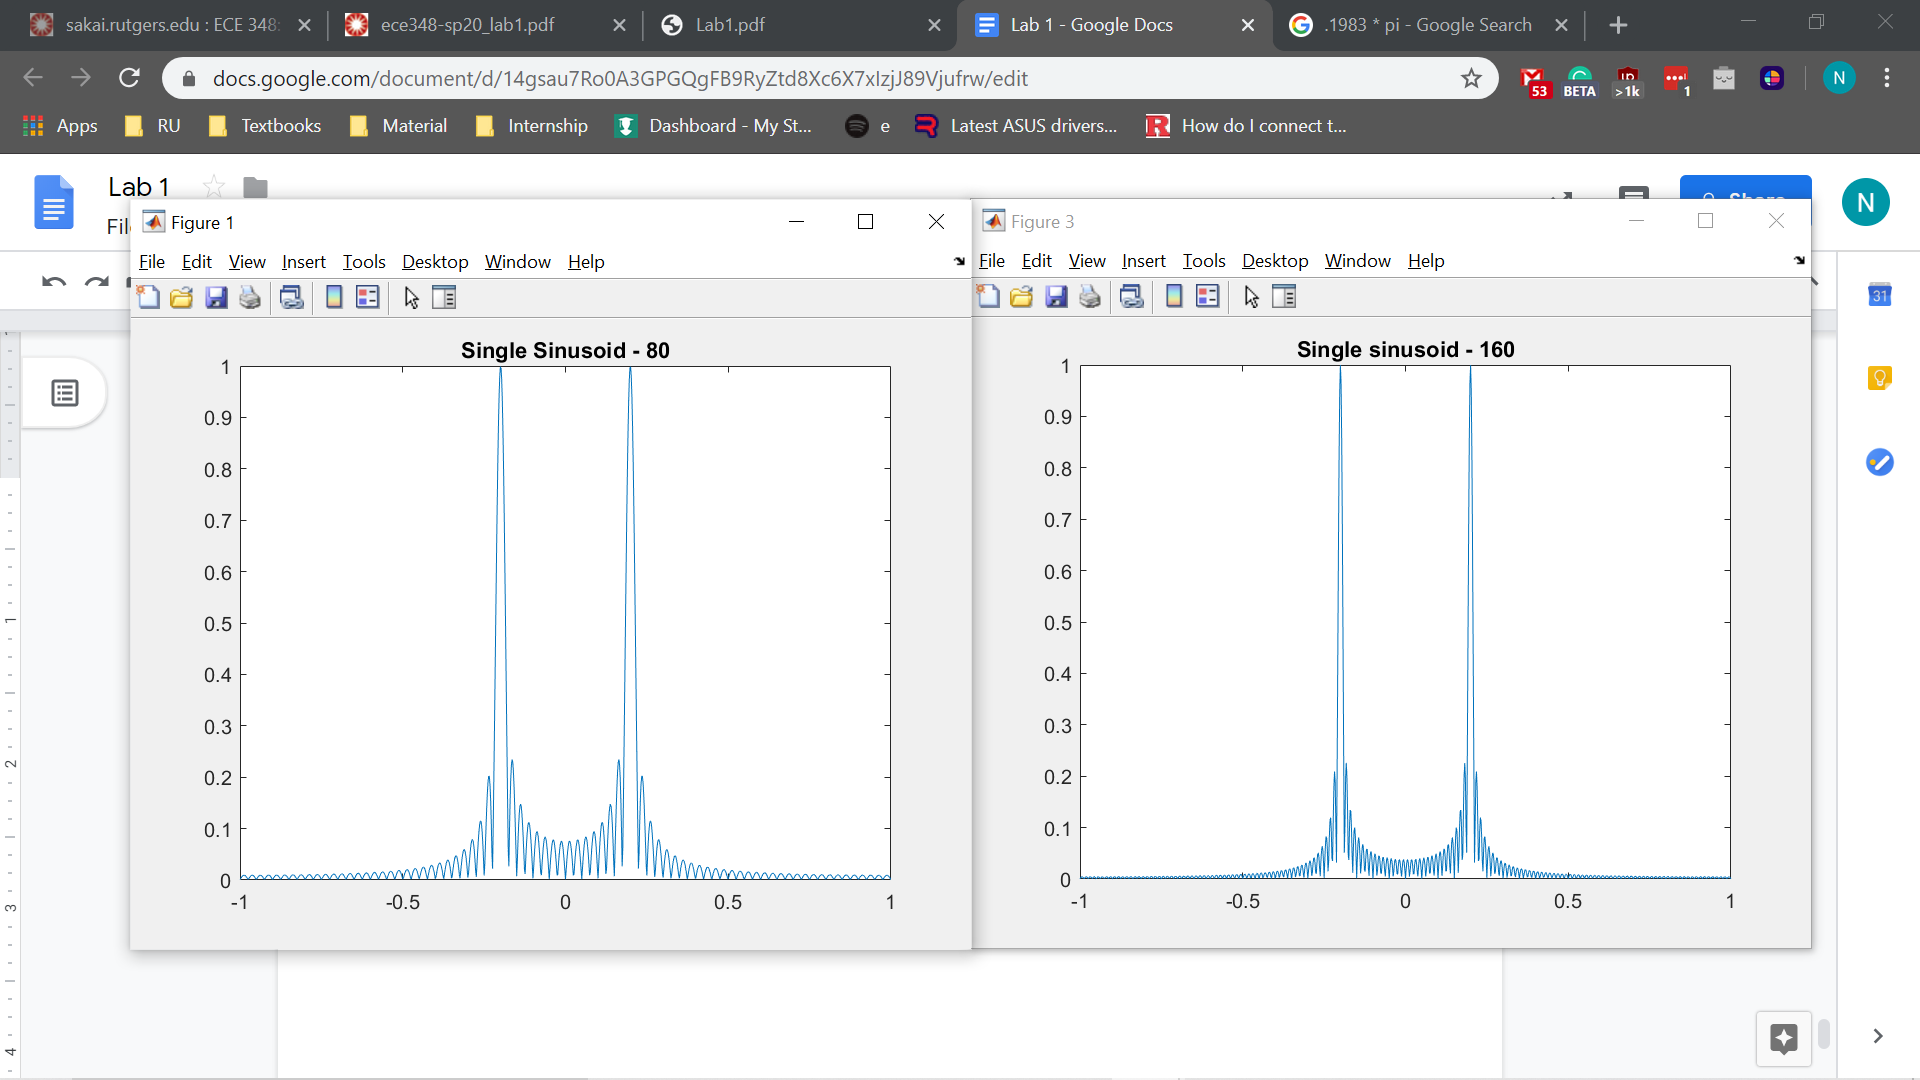 sakai.rutgers.edu : ECE 348:
ece348-sp20_lab1.pdf
Lab1.pdf
Lab 1 - Google Docs
.1983 * pi - Google Search
docs.google.com/document/d/14gsau7Ro0A3GPGQgFB9RyZtd8Xc6X7xIzjJ89Vjufrw/edit
53
BETA
>1k
1
N
Apps
RU
Textbooks
Material
Internship
Dashboard - My St...
e
Latest ASUS drivers...
How do I connect t...
Lab 1
Share
N
Figure 1
File Edit View Insert Tools Desktop Window Help
Single Sinusoid - 80
1
0.9
0.8
0.7
0.6
0.5
0.4
0.3
0.2
0.1
0
-1 -0.5 0 0.5 1
Figure 3
File Edit View Insert Tools Desktop Window Help
Single sinusoid - 160
1
0.9
0.8
0.7
0.6
0.5
0.4
0.3
0.2
0.1
0
-1 -0.5 0 0.5 1
31
1
2
3
4